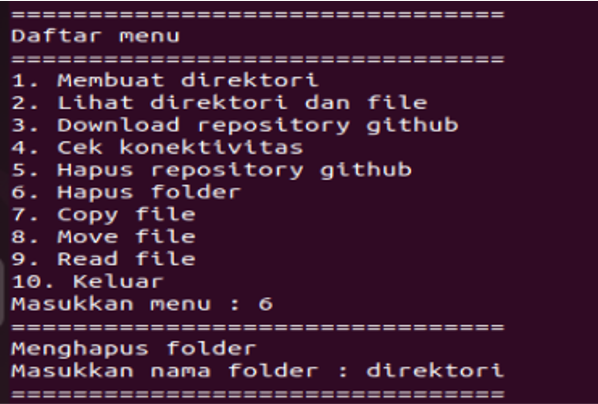 ================================
Daftar menu
================================
1. Membuat direktori
2. Lihat direktori dan file
3. Download repository github
4. Cek konektivitas
5. Hapus repository github
6. Hapus folder
7. Copy file
8. Move file
9. Read file
10. Keluar
Masukkan menu : 6
================================
Menghapus folder
Masukkan nama folder : direktori
================================